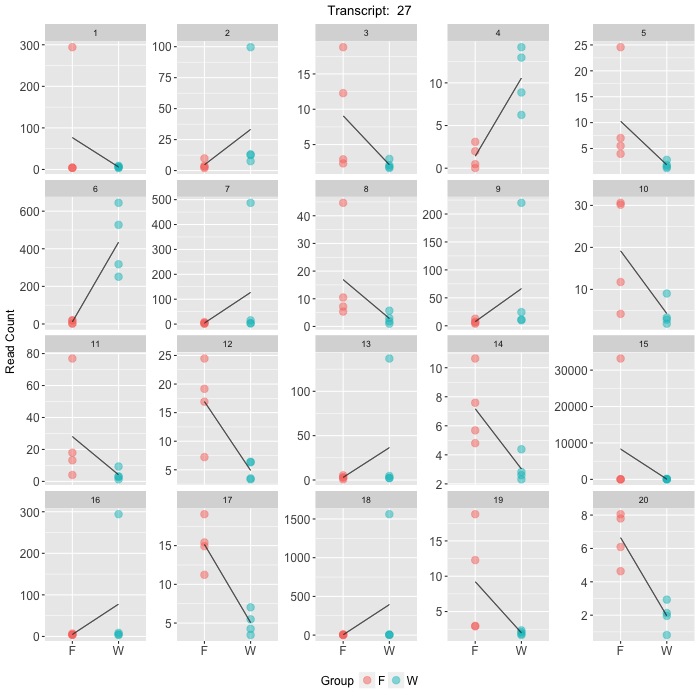 Transcript: 27
1 2 3 4 5
300 200 100 0
100 75 50 25 0
15 10 5
10 5 0
25 20 15 10 5
6 7 8 9 10
600 400 200 0
500 400 300 200 100 0
40 30 20 10 0
200 150 100 50 0
30 20 10
Read Count
11 12 13 14 15
80 60 40 20 0
25 20 15 10 5
100 50 0
10 8 6 4 2
30000 20000 10000 0
16 17 18 19 20
300 200 100 0
15 10 5
1500 1000 500 0
15 10 5
8 6 4 2
F W F W F W F W F W
Group F W